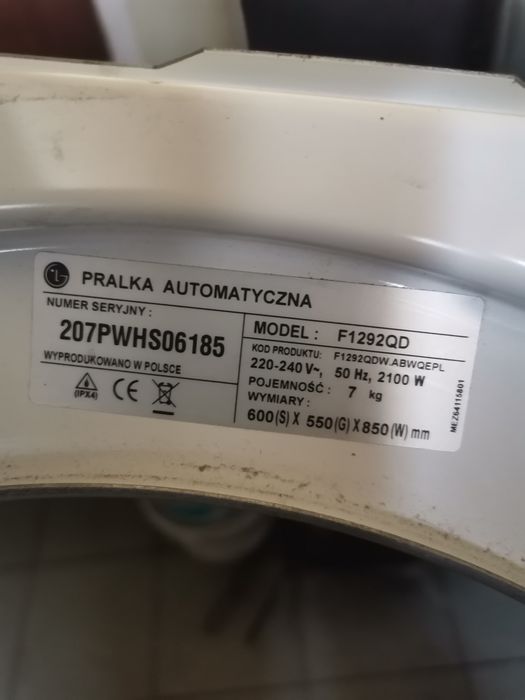 LG PRALKA AUTOMATYCZNA
NUMER SERYJNY :
207PWHS06185
WYPRODUKOWANO W POLSCE
(IPX4) CE
MODEL : F1292QD
KOD PRODUKTU: F1292QDW.ABWQEPL
220-240 V~, 50 Hz, 2100 W
POJEMNOŚĆ : 7 kg
WYMIARY :
600(S) X 550(G) X 850(W) mm
MEZ64115801